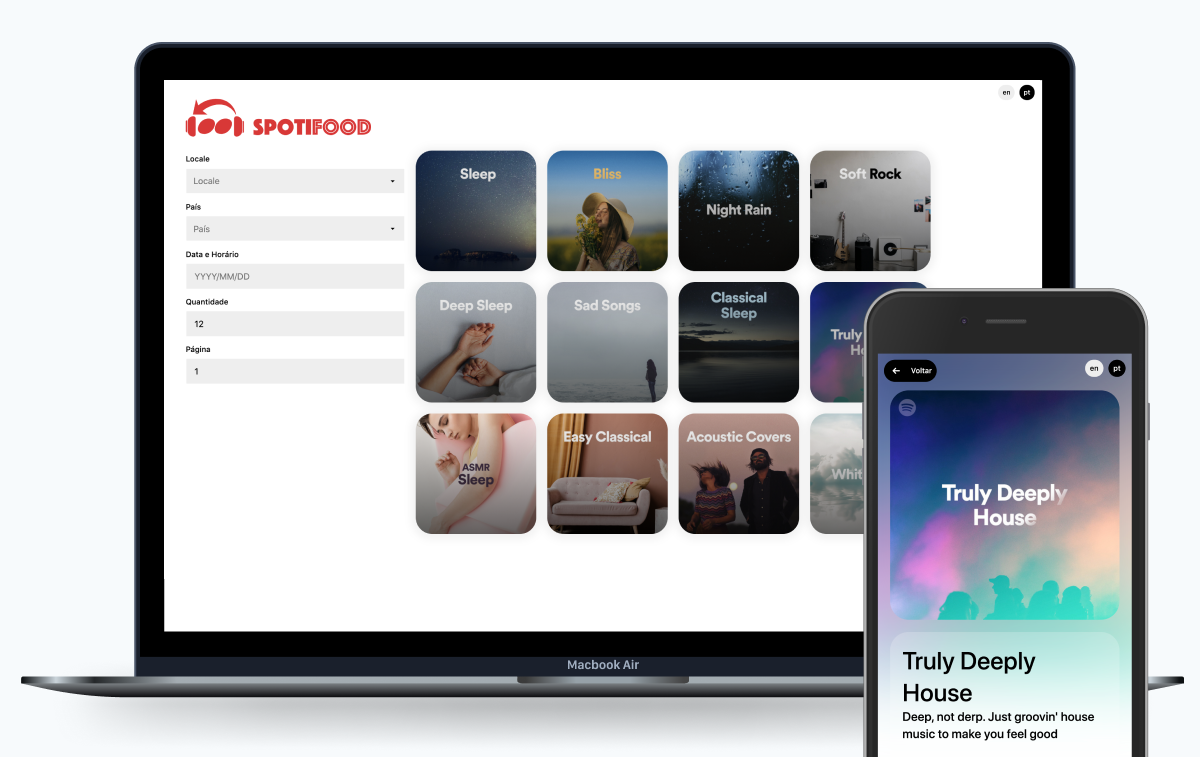 en
pt
SPOTIFOOD
Locale
Locale
País
País
Data e Horário
YYYY/MM/DD
Quantidade
12
Página
1
Sleep
Bliss
Night Rain
Soft Rock
Deep Sleep
Sad Songs
Classical
Sleep
Truly
H
ASMR
Sleep
Easy Classical
Acoustic Covers
Whit
Macbook Air
Voltar
en
pt
Truly Deeply
House
Truly Deeply
House
Deep, not derp. Just groovin' house
music to make you feel good